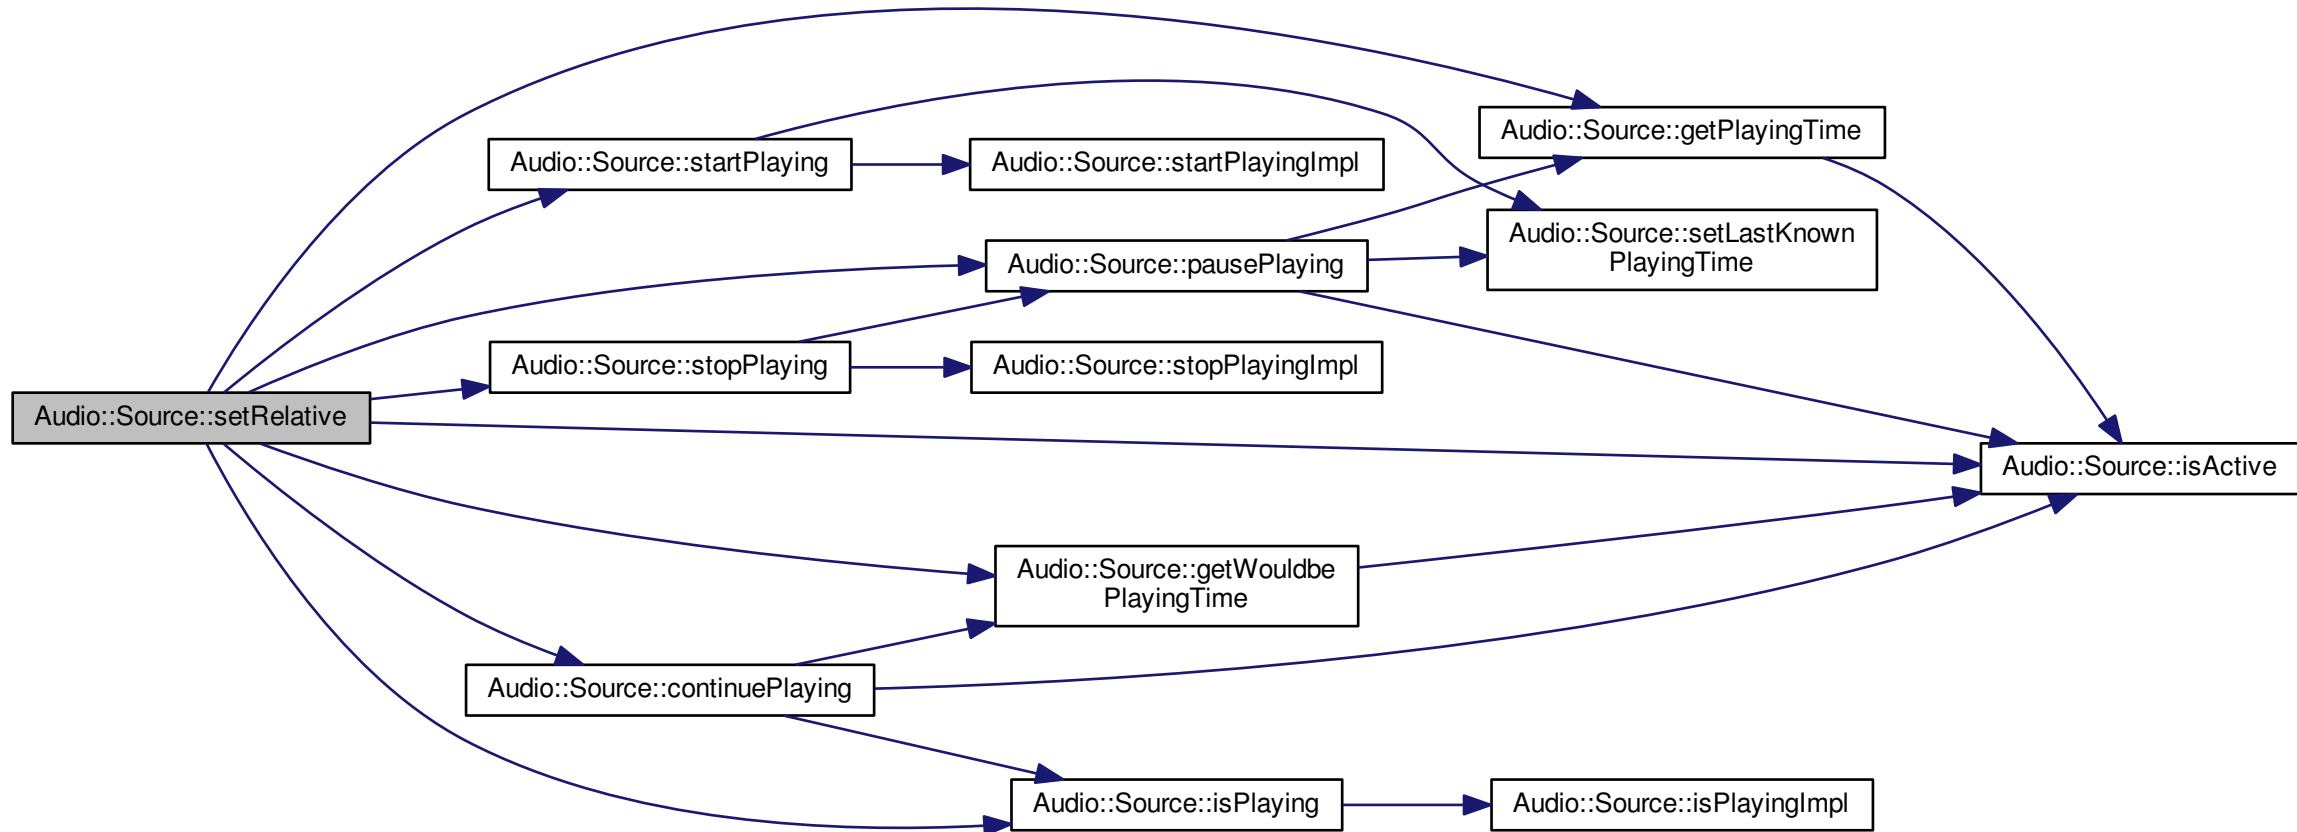 Audio::Source::getPlayingTime
Audio::Source::startPlaying
Audio::Source::startPlayingImpl
Audio::Source::setLastKnown
PlayingTime
Audio::Source::pausePlaying
Audio::Source::stopPlaying
Audio::Source::stopPlayingImpl
Audio::Source::setRelative
Audio::Source::isActive
Audio::Source::getWouldbe
PlayingTime
Audio::Source::continuePlaying
Audio::Source::isPlaying
Audio::Source::isPlayingImpl